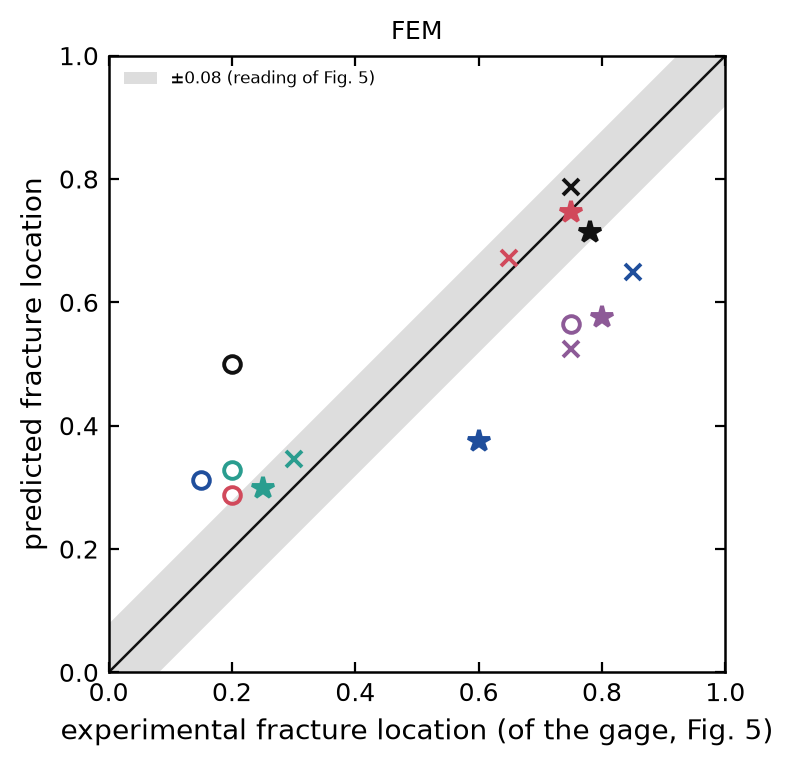 FEM
±0.08 (reading of Fig. 5)
1.0
0.8
0.6
0.4
0.2
0.0
predicted fracture location
0.0 0.2 0.4 0.6 0.8 1.0
experimental fracture location (of the gage, Fig. 5)